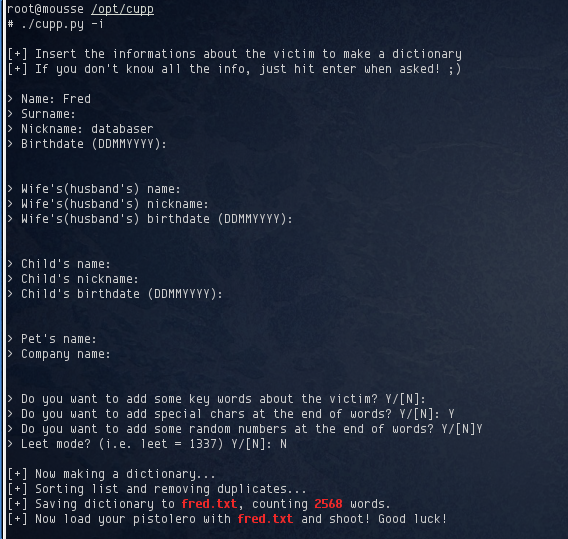 root@mousse /opt/cupp
# ./cupp.py -i
[+] Insert the informations about the victim to make a dictionary
[+] If you don't know all the info, just hit enter when asked! ;)
> Name: Fred
> Surname:
> Nickname: databaser
> Birthdate (DDMMYYYY):
> Wife's(husband's) name:
> Wife's(husband's) nickname:
> Wife's(husband's) birthdate (DDMMYYYY):
> Child's name:
> Child's nickname:
> Child's birthdate (DDMMYYYY):
> Pet's name:
> Company name:
> Do you want to add some key words about the victim? Y/[N]:
> Do you want to add special chars at the end of words? Y/[N]: Y
> Do you want to add some random numbers at the end of words? Y/[N]Y
> Leet mode? (i.e. leet = 1337) Y/[N]: N
[+] Now making a dictionary...
[+] Sorting list and removing duplicates...
[+] Saving dictionary to fred.txt, counting 2568 words.
[+] Now load your pistolero with fred.txt and shoot! Good luck!